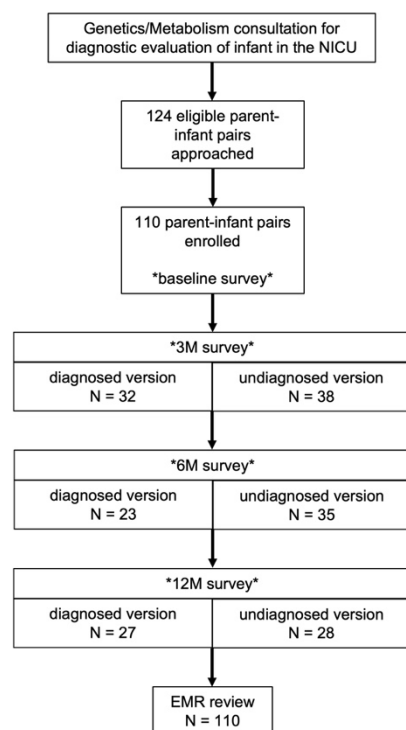 Genetics/Metabolism consultation for
diagnostic evaluation of infant in the NICU
124 eligible parent-
infant pairs
approached
110 parent-infant pairs
enrolled
*baseline survey*
*3M survey*
diagnosed version
N = 32
undiagnosed version
N = 38
*6M survey*
diagnosed version
N = 23
undiagnosed version
N = 35
*12M survey*
diagnosed version
N = 27
undiagnosed version
N = 28
EMR review
N = 110